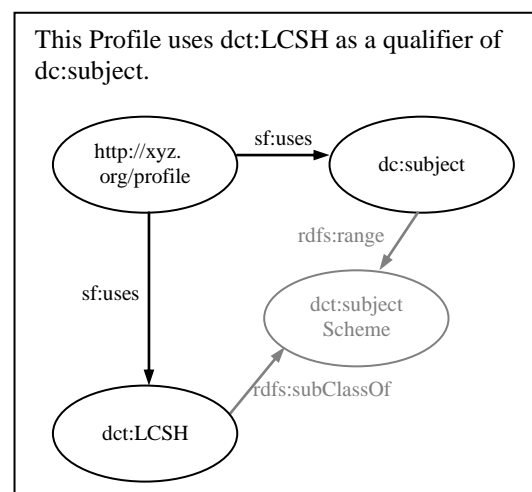 This Profile uses dct:LCSH as a qualifier of
dc:subject.
sf:uses
http://xyz.
org/profile
dc:subject
rdfs:range
sf:uses
dct:subject
Scheme
rdfs:subClassOf
dct:LCSH